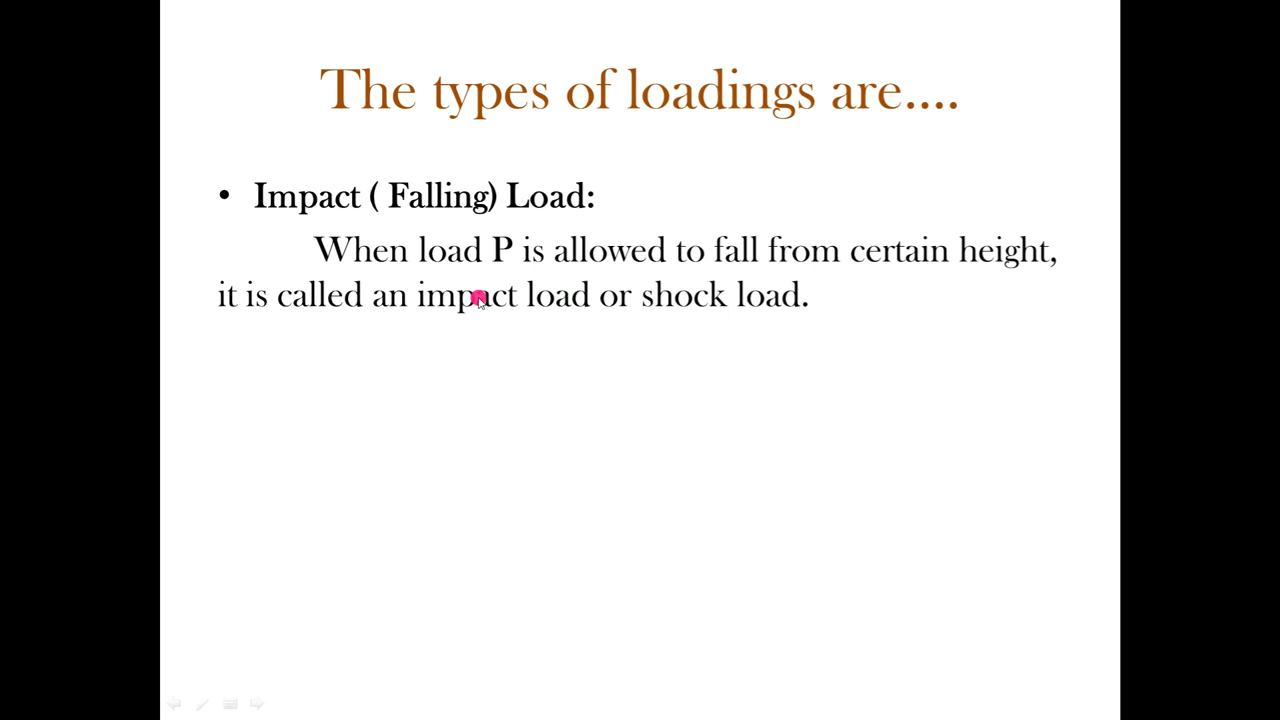 The types of loadings are....
• Impact ( Falling) Load:
When load P is allowed to fall from certain height,
it is called an impact load or shock load.